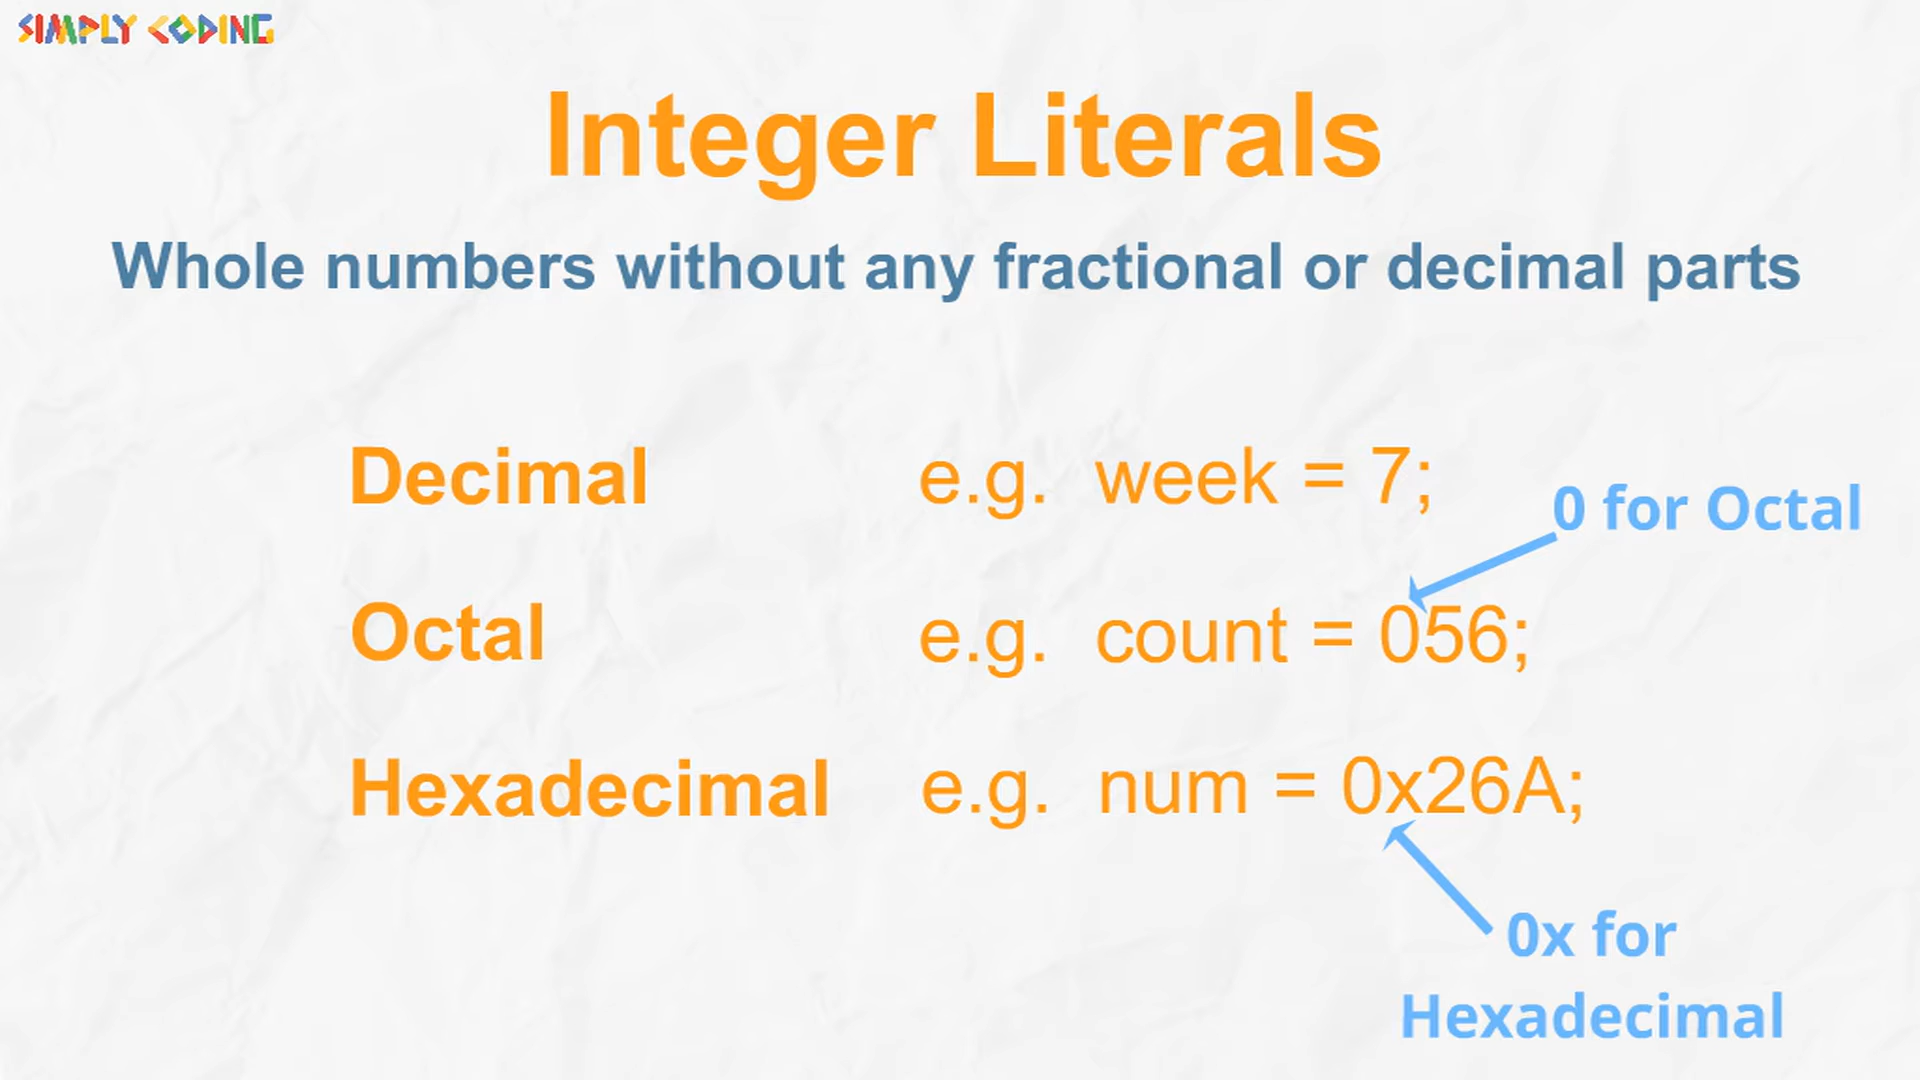 SIMPLY CODING
Integer Literals
Whole numbers without any fractional or decimal parts
Decimal e.g. week = 7;
0 for Octal
Octal e.g. count = 056;
Hexadecimal e.g. num = 0x26A;
0x for
Hexadecimal